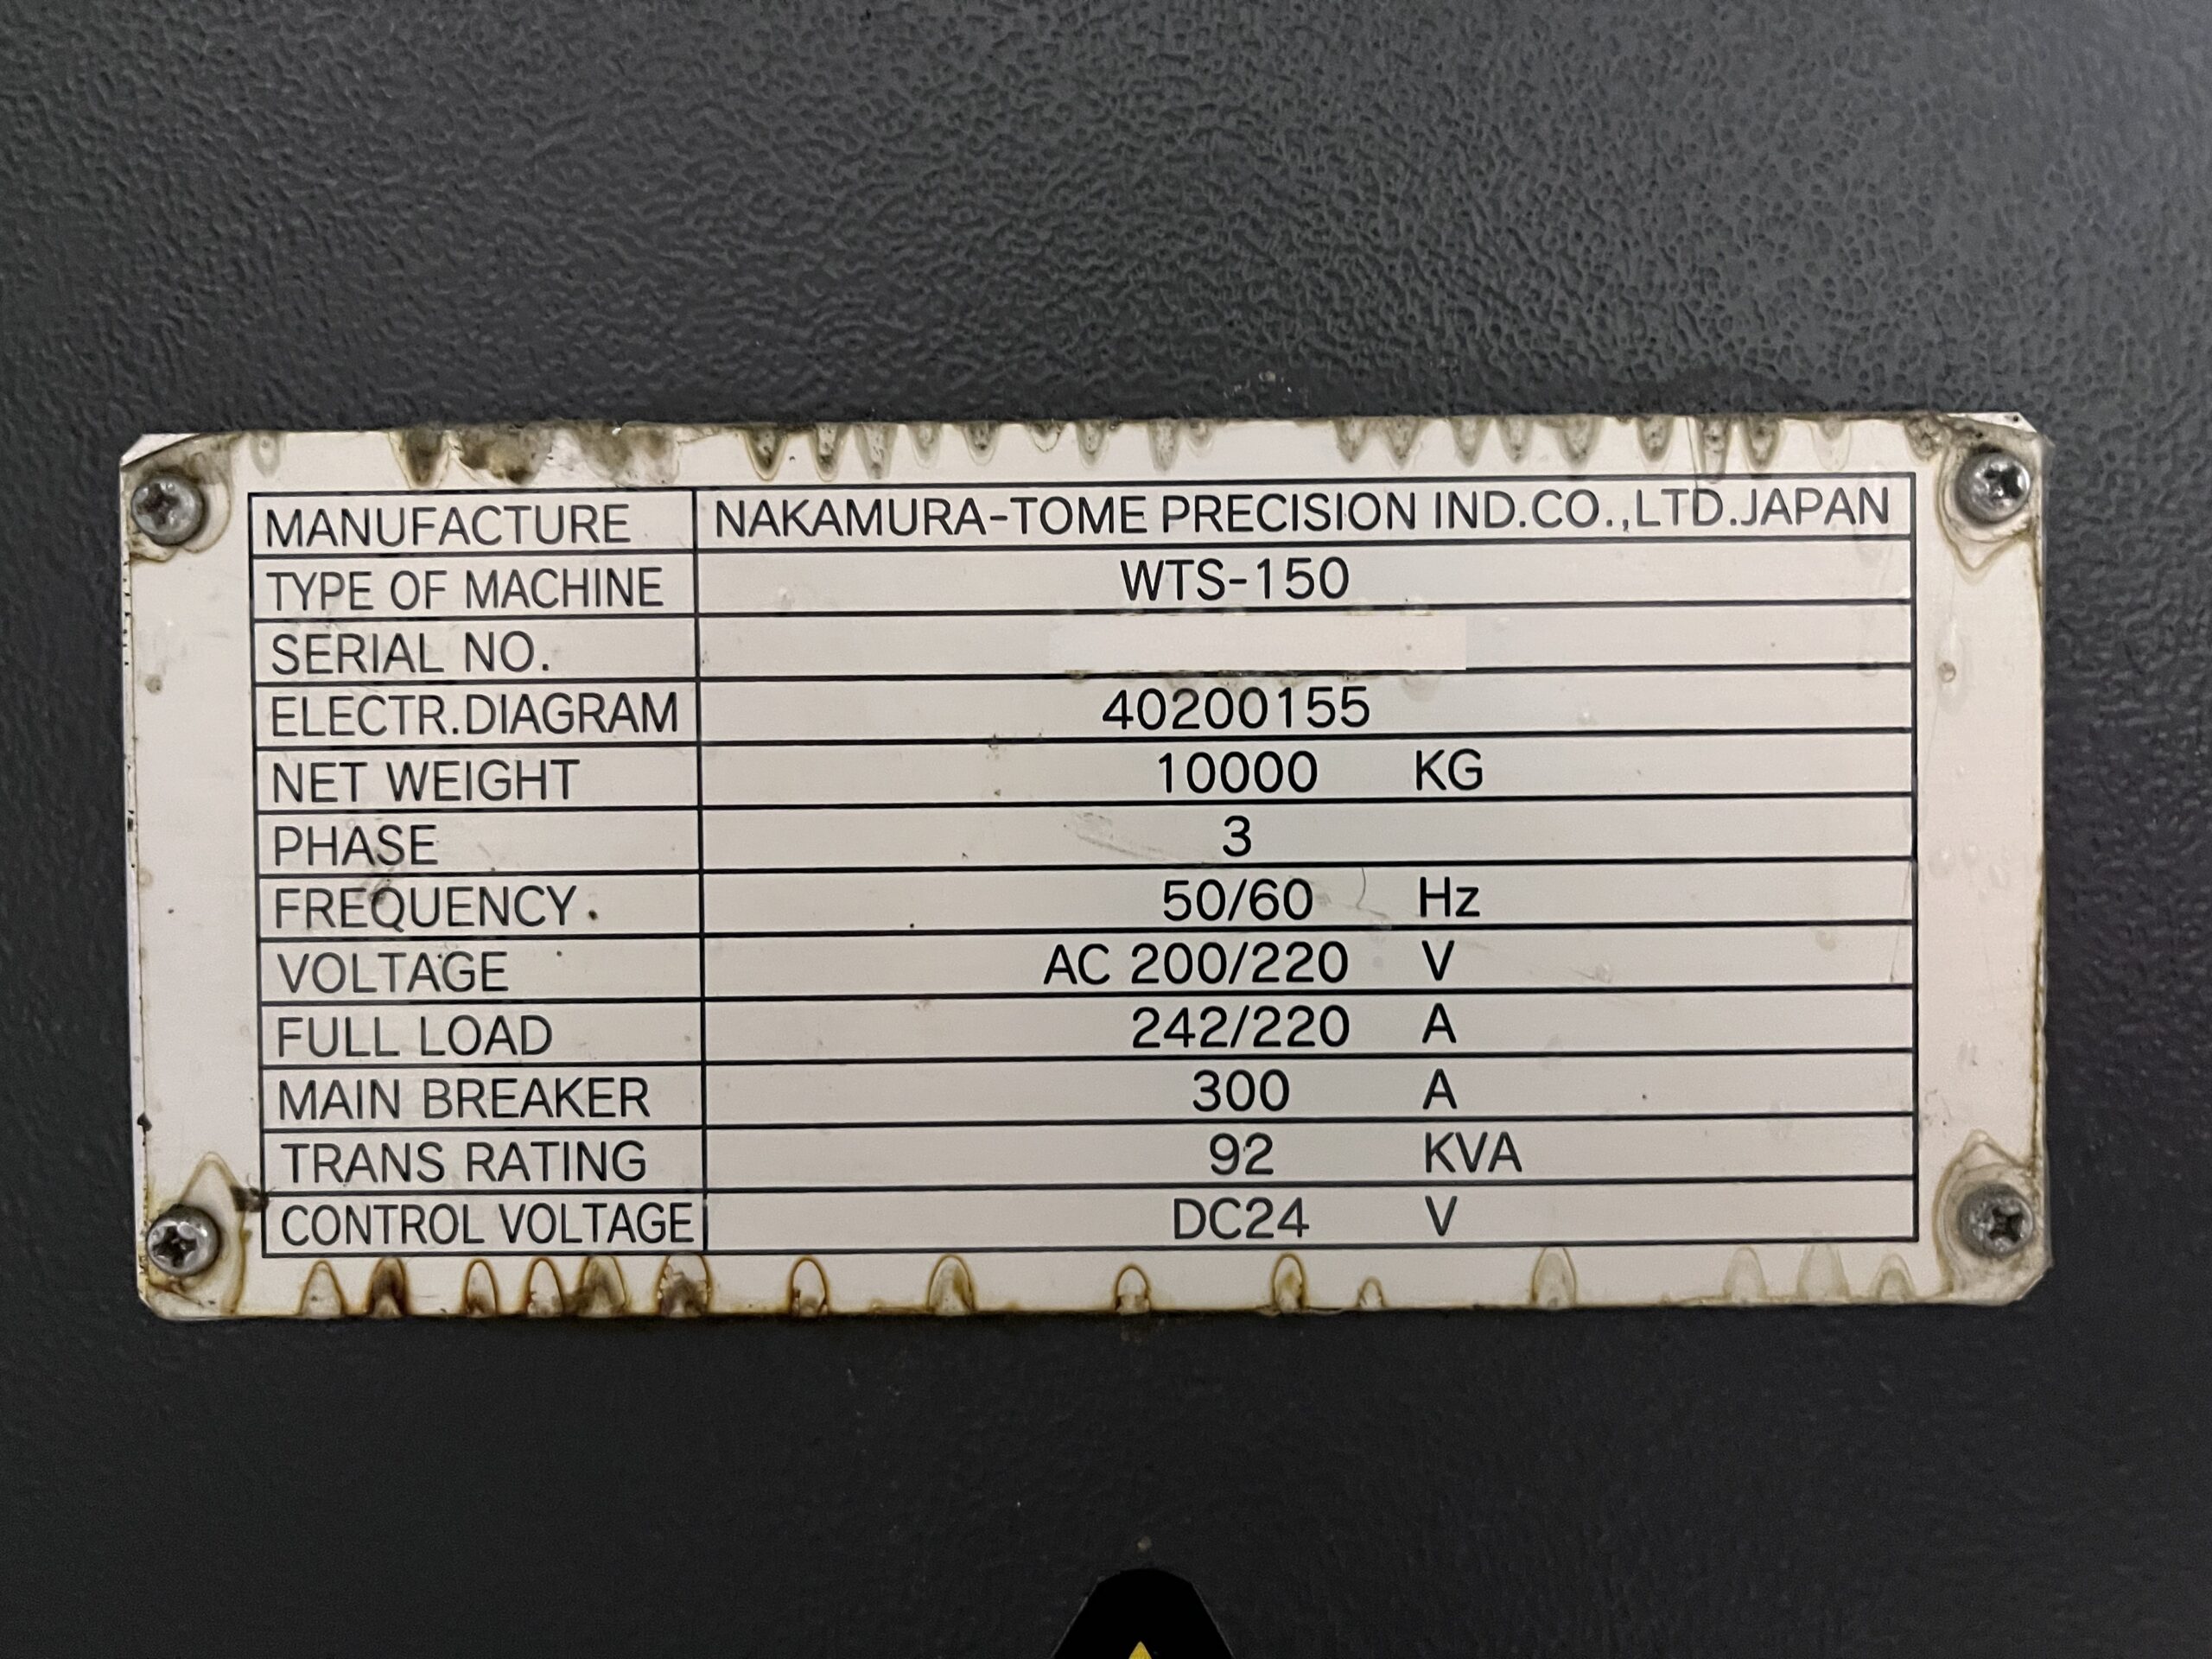 MANUFACTURE NAKAMURA-TOME PRECISION IND.CO.,LTD.JAPAN
TYPE OF MACHINE WTS-150
SERIAL NO.
ELECTR.DIAGRAM 40200155
NET WEIGHT 10000 KG
PHASE 3
FREQUENCY 50/60 Hz
VOLTAGE AC 200/220 V
FULL LOAD 242/220 A
MAIN BREAKER 300 A
TRANS RATING 92 KVA
CONTROL VOLTAGE DC24 V